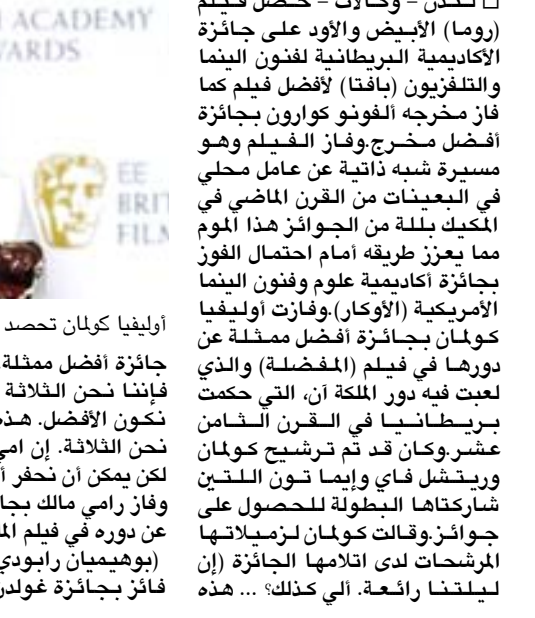 ACADEMY
WARDS
EE
BRIT
FILM
□ لندن – وكالات – حصل فيلم
(روما) الأبيض والأود على جائزة
الأكاديمية البريطانية لفنون الينما
والتلفزيون (بافتا) لأفضل فيلم كما
فاز مخرجه ألفونو كوارون بجائزة
أفضل مخرج.وفاز الفيلم وهو
مسيرة شبه ذاتية عن عامل محلي
في البعينات من القرن الماضي في
المكيك بللة من الجوائز هذا الموم
مما يعزز طريقه أمام احتمال الفوز
بجائزة أكاديمية علوم وفنون الينما
الأمريكية (الأوكار).وفازت أوليفيا
كولمان بجائزة أفضل ممثلة عن
دورها في فيلم (المفضلة) والذي
لعبت فيه دور الملكة آن، التي حكمت
بريطانيا في القرن الثامن
عشر.وكان قد تم ترشيح كولمان
وريتشل فاي وإيما تون اللتين
شاركتاها البطولة للحصول على
جوائز.وقالت كولمان لزميلاتها
المرشحات لدى اتلامها الجائزة (إن
ليلتنا رائعة. ألي كذلك؟ ... هذه
أوليفيا كولمان تحصد
جائزة أفضل ممثلة.
فإننا نحن الثلاثة
نكون الأفضل. هذه
نحن الثلاثة. إن امي
لكن يمكن أن نحفر أ
وفاز رامي مالك بجا
عن دوره في فيلم الم
(بوهيميان رابودي
فائز بجائزة غولدن